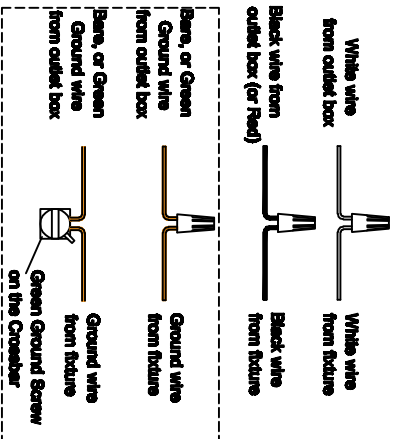 White wire
from outlet box
White wire
from fixture
Black wire from
outlet box (or Red)
Black wire
from fixture
Bare, or Green
Ground wire
from outlet box
Ground wire
from fixture
Bare, or Green
Ground wire
from outlet box
Ground wire
from fixture
Green Ground Screw
on the Crossbar